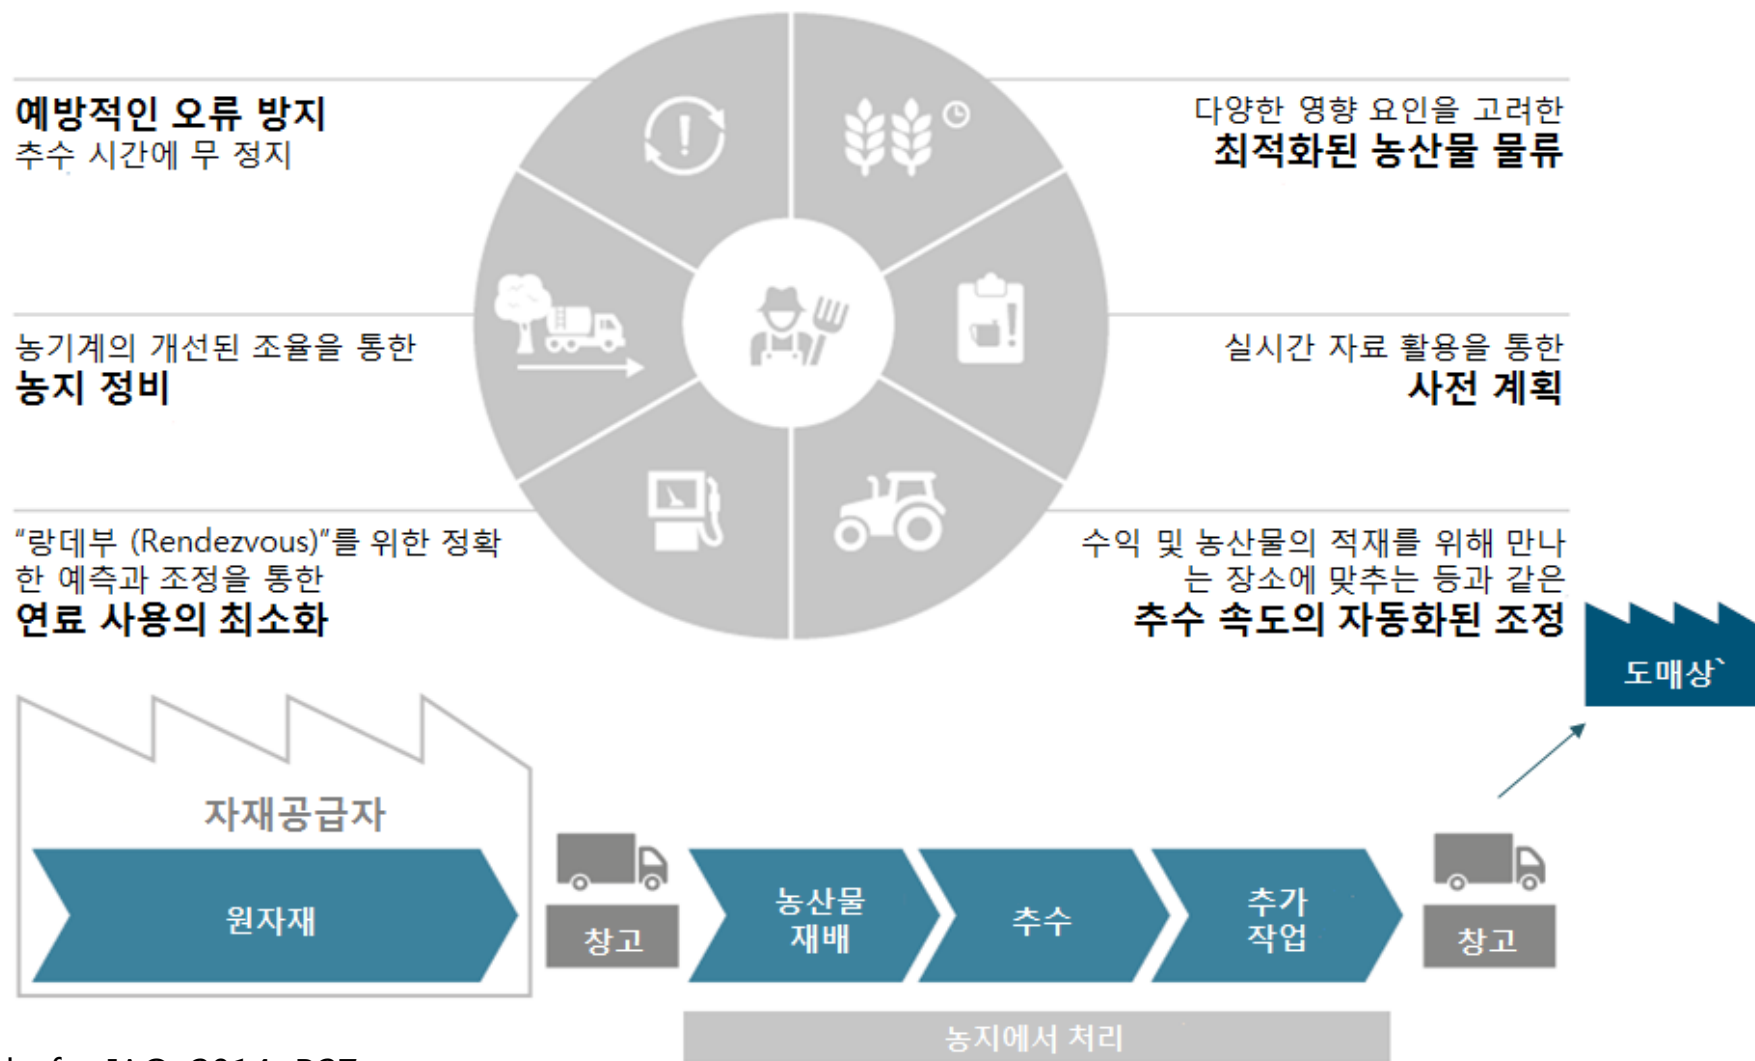 예방적인 오류 방지
추수 시간에 무 정지
다양한 영향 요인을 고려한
최적화된 농산물 물류
농기계의 개선된 조율을 통한
농지 정비
실시간 자료 활용을 통한
사전 계획
“랑데부 (Rendezvous)”를 위한 정확
한 예측과 조정을 통한
연료 사용의 최소화
수익 및 농산물의 적재를 위해 만나
는 장소에 맞추는 등과 같은
추수 속도의 자동화된 조정
도매상`
자재공급자
원자재
창고
농산물
재배
추수
추가
작업
창고
농지에서 처리